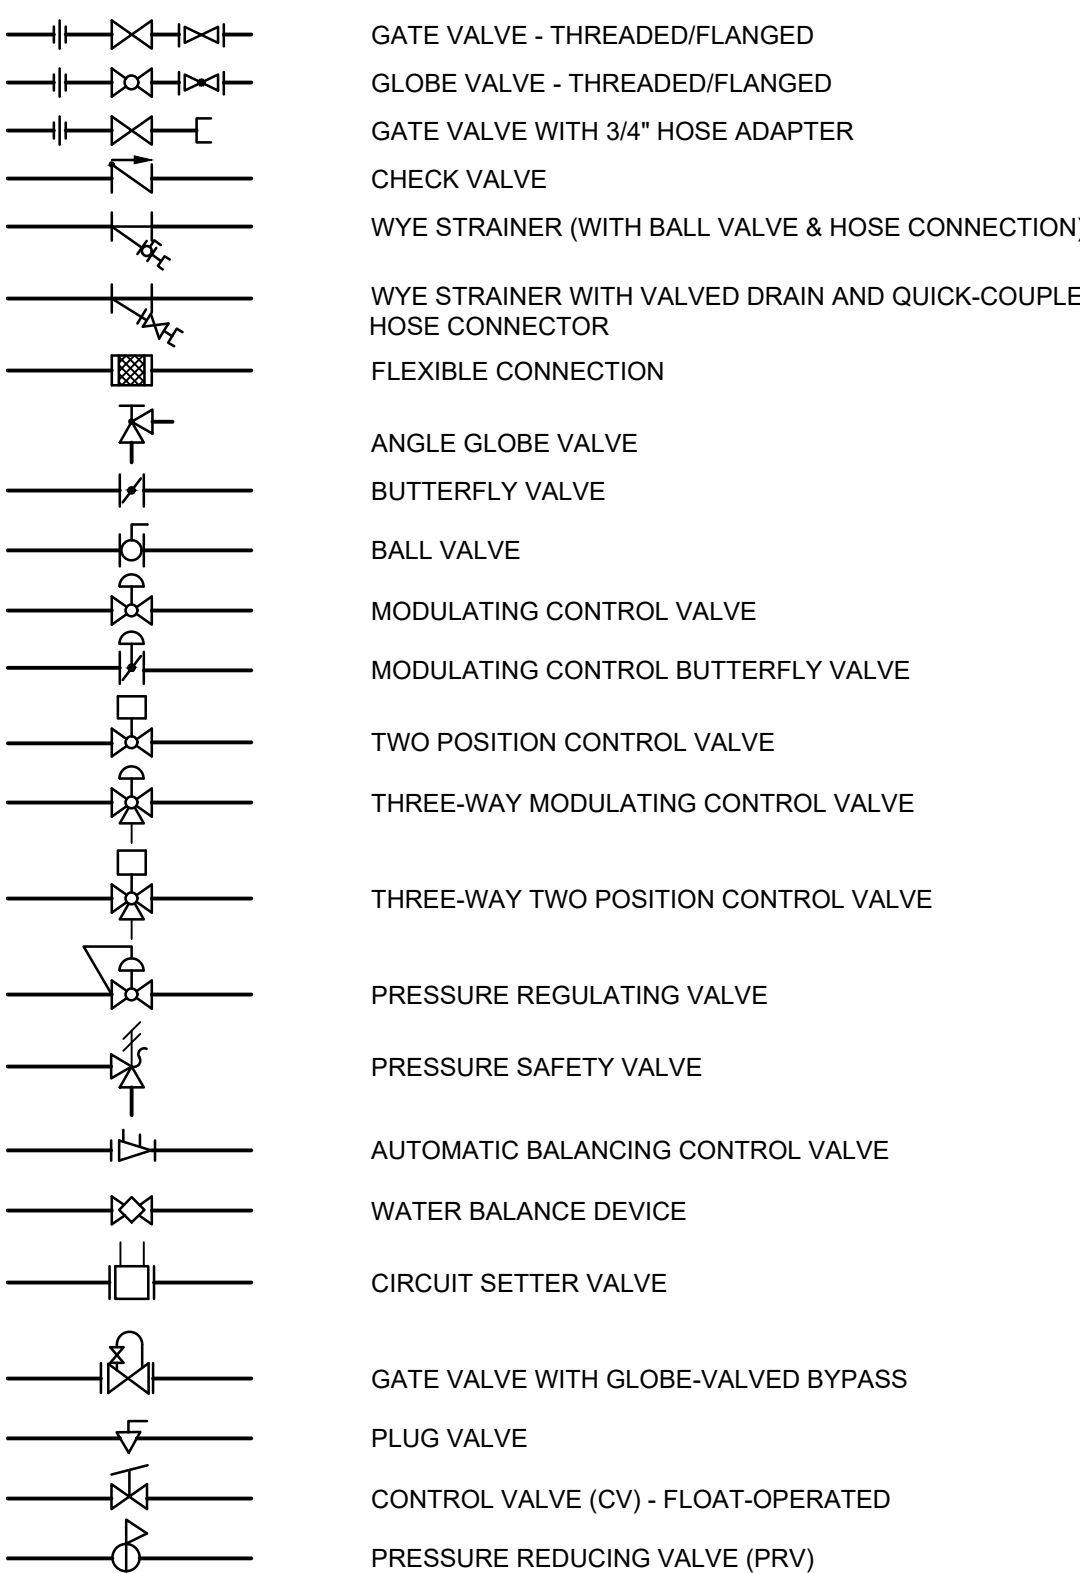 GATE VALVE - THREADED/FLANGED
GLOBE VALVE - THREADED/FLANGED
GATE VALVE WITH 3/4" HOSE ADAPTER
CHECK VALVE
WYE STRAINER (WITH BALL VALVE & HOSE CONNECTION)
WYE STRAINER WITH VALVED DRAIN AND QUICK-COUPLE
HOSE CONNECTOR
FLEXIBLE CONNECTION
ANGLE GLOBE VALVE
BUTTERFLY VALVE
BALL VALVE
MODULATING CONTROL VALVE
MODULATING CONTROL BUTTERFLY VALVE
TWO POSITION CONTROL VALVE
THREE-WAY MODULATING CONTROL VALVE
THREE-WAY TWO POSITION CONTROL VALVE
PRESSURE REGULATING VALVE
PRESSURE SAFETY VALVE
AUTOMATIC BALANCING CONTROL VALVE
WATER BALANCE DEVICE
CIRCUIT SETTER VALVE
GATE VALVE WITH GLOBE-VALVED BYPASS
PLUG VALVE
CONTROL VALVE (CV) - FLOAT-OPERATED
PRESSURE REDUCING VALVE (PRV)